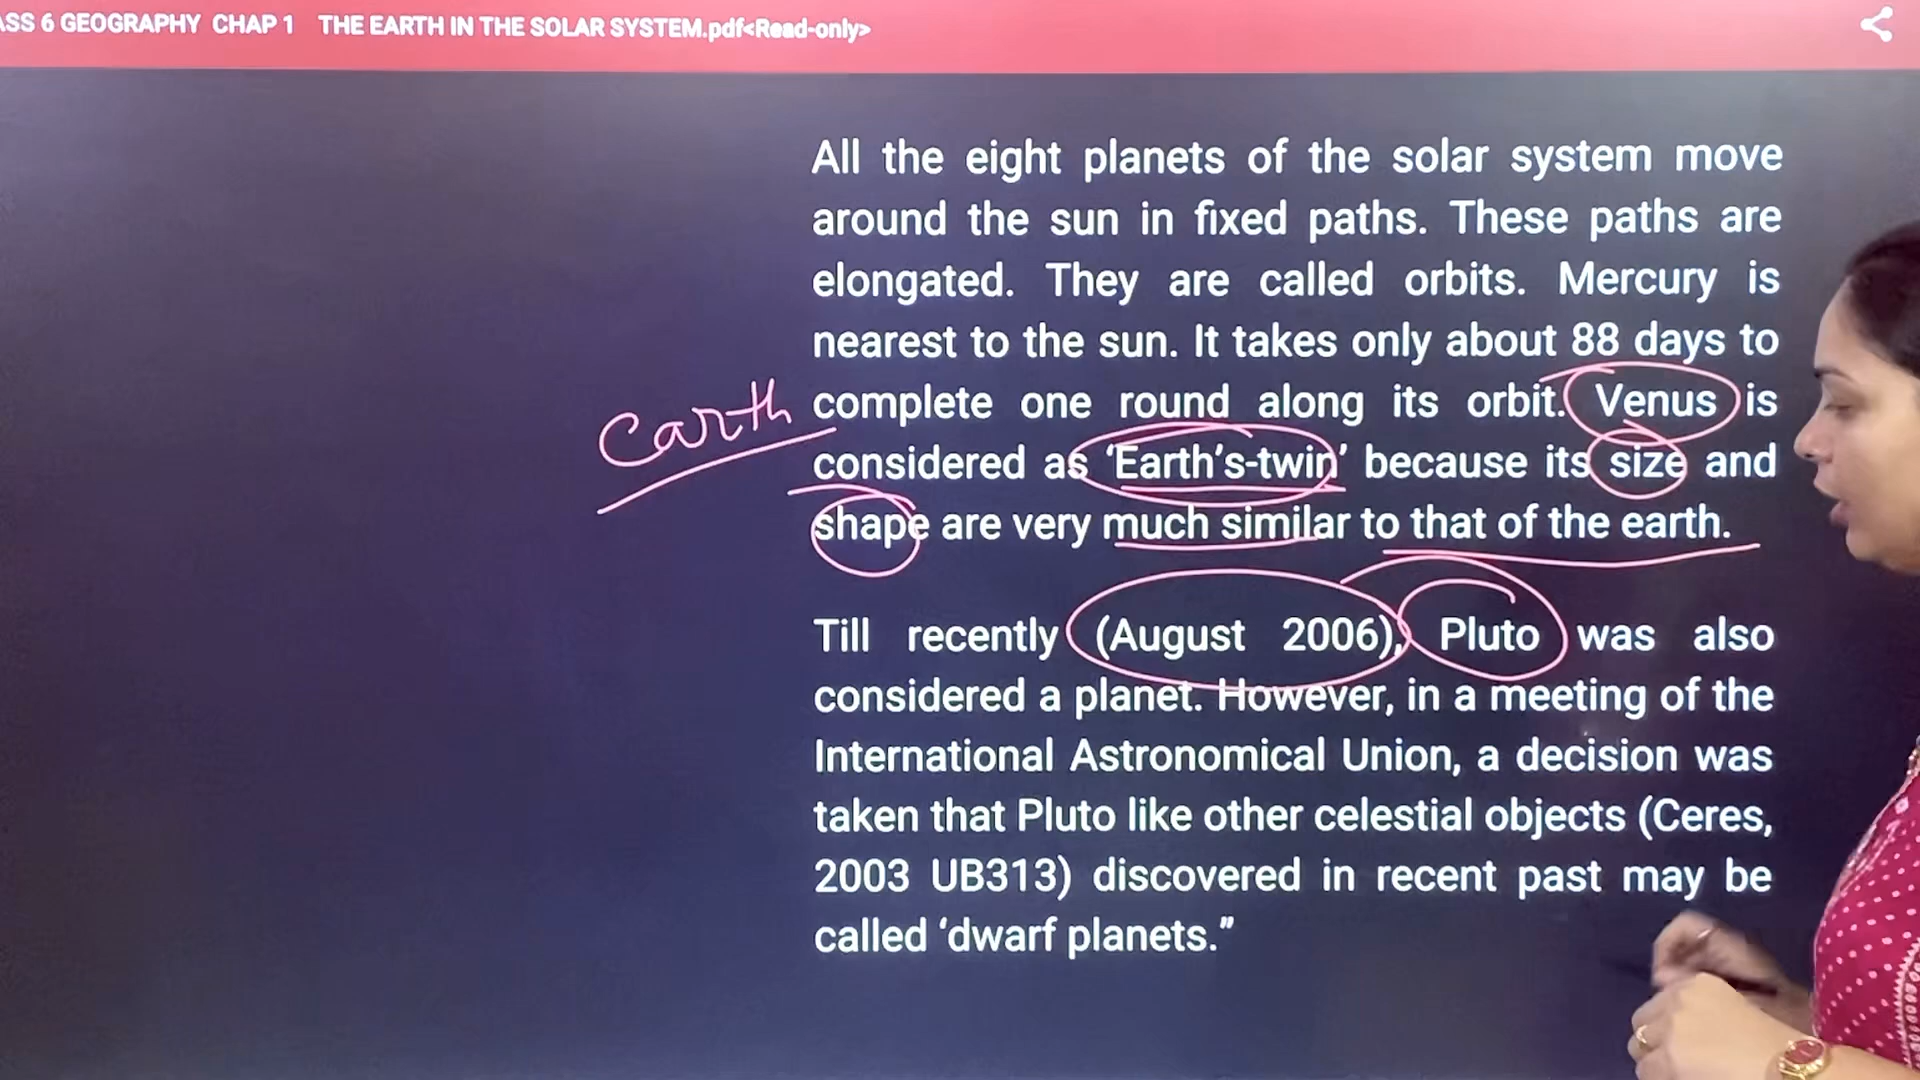 ASS 6 GEOGRAPHY CHAP 1 THE EARTH IN THE SOLAR SYSTEM.pdf<Read-only>
All the eight planets of the solar system move
around the sun in fixed paths. These paths are
elongated. They are called orbits. Mercury is
nearest to the sun. It takes only about 88 days to
complete one round along its orbit. Venus is
considered as ‘Earth’s-twin’ because its size and
shape are very much similar to that of the earth.
earth
Till recently (August 2006), Pluto was also
considered a planet. However, in a meeting of the
International Astronomical Union, a decision was
taken that Pluto like other celestial objects (Ceres,
2003 UB313) discovered in recent past may be
called ‘dwarf planets.”